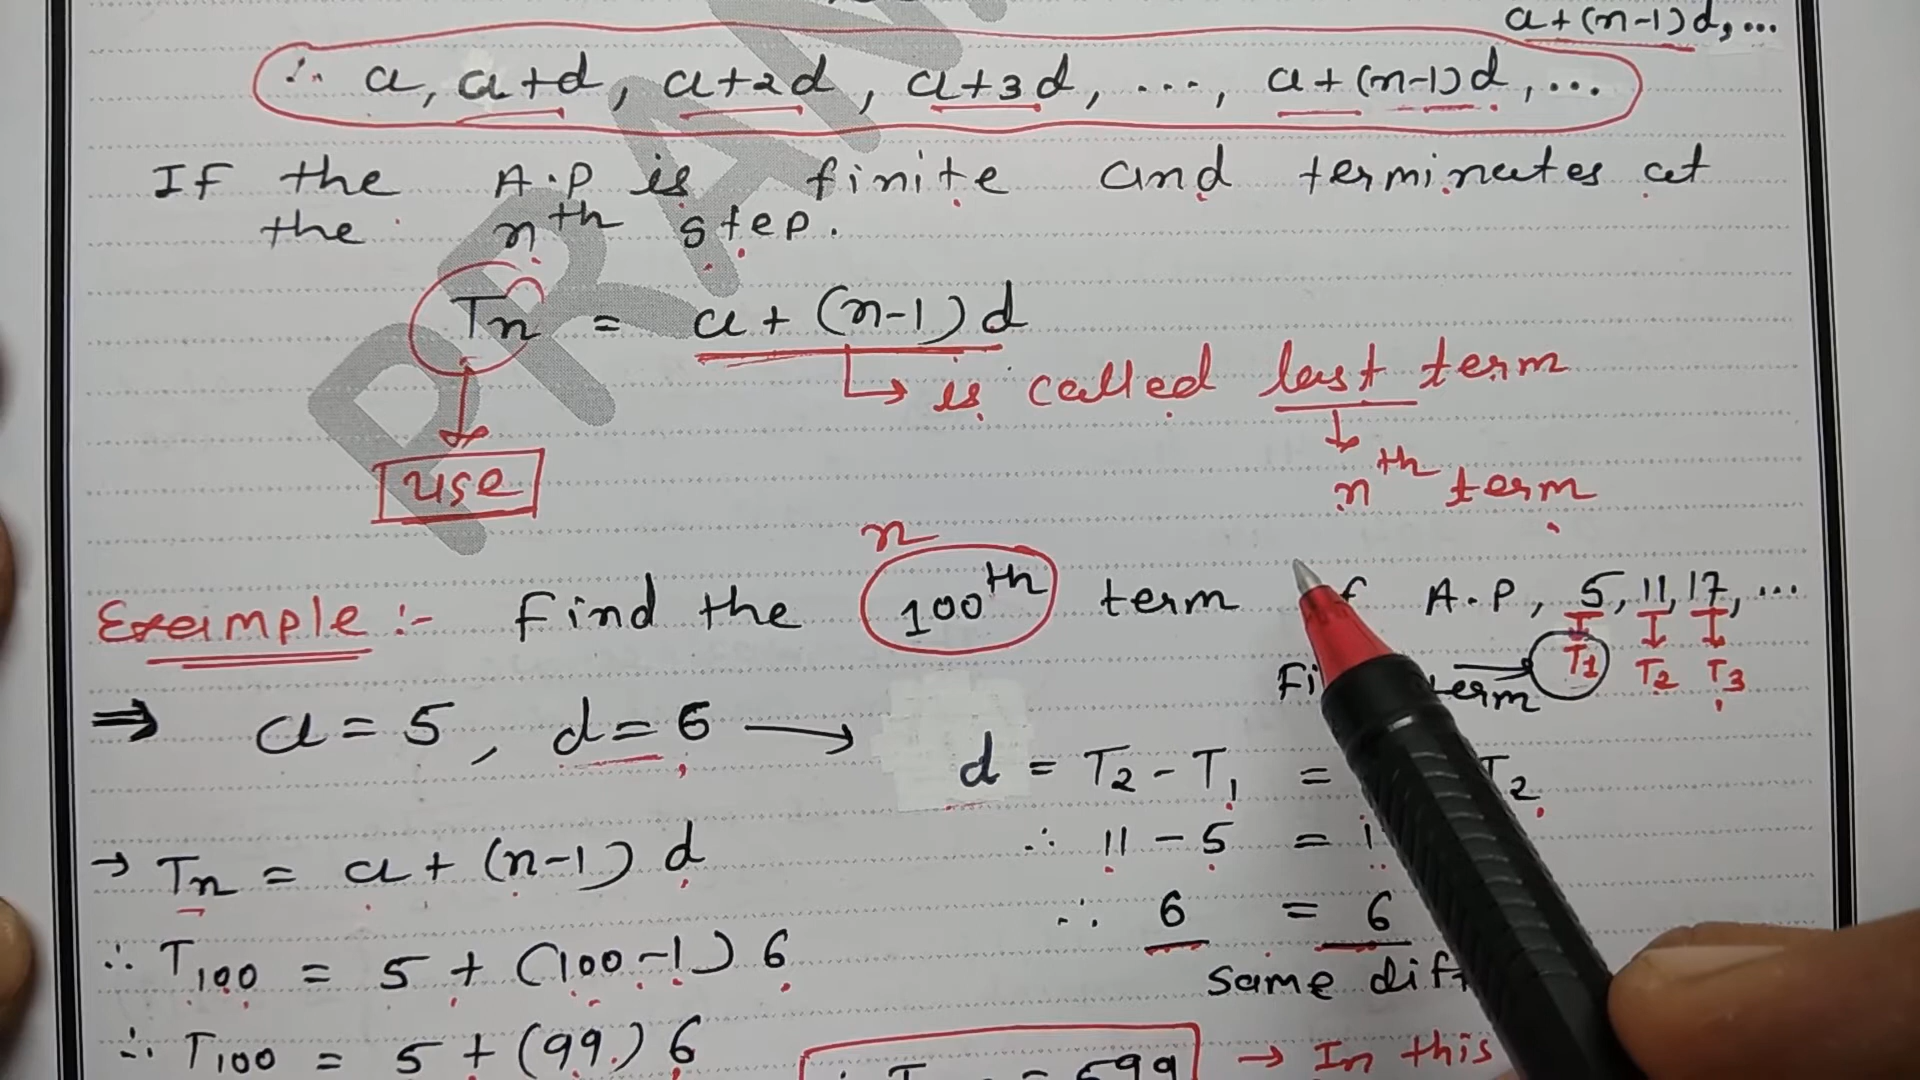 a+(n-1)d,...
∴ a, a+d, a+2d, a+3d, ..., a+(n-1)d, ...
If the A.P is finite and terminates at
the nth step.
Tn = a+(n-1)d
is called last term
use
nth term
n
Example :- Find the 100th term of A.P, 5, 11, 17, ...
T1 T2 T3
term
⇒ a = 5, d = 6 →
d = T2 - T1 = T2
→ Tn = a+(n-1)d
∴ 11 - 5 =
∴ 6 = 6
∴ T100 = 5 + (100-1) 6
Same
∴ T100 = 5 + (99) 6
→ In this
PRAN